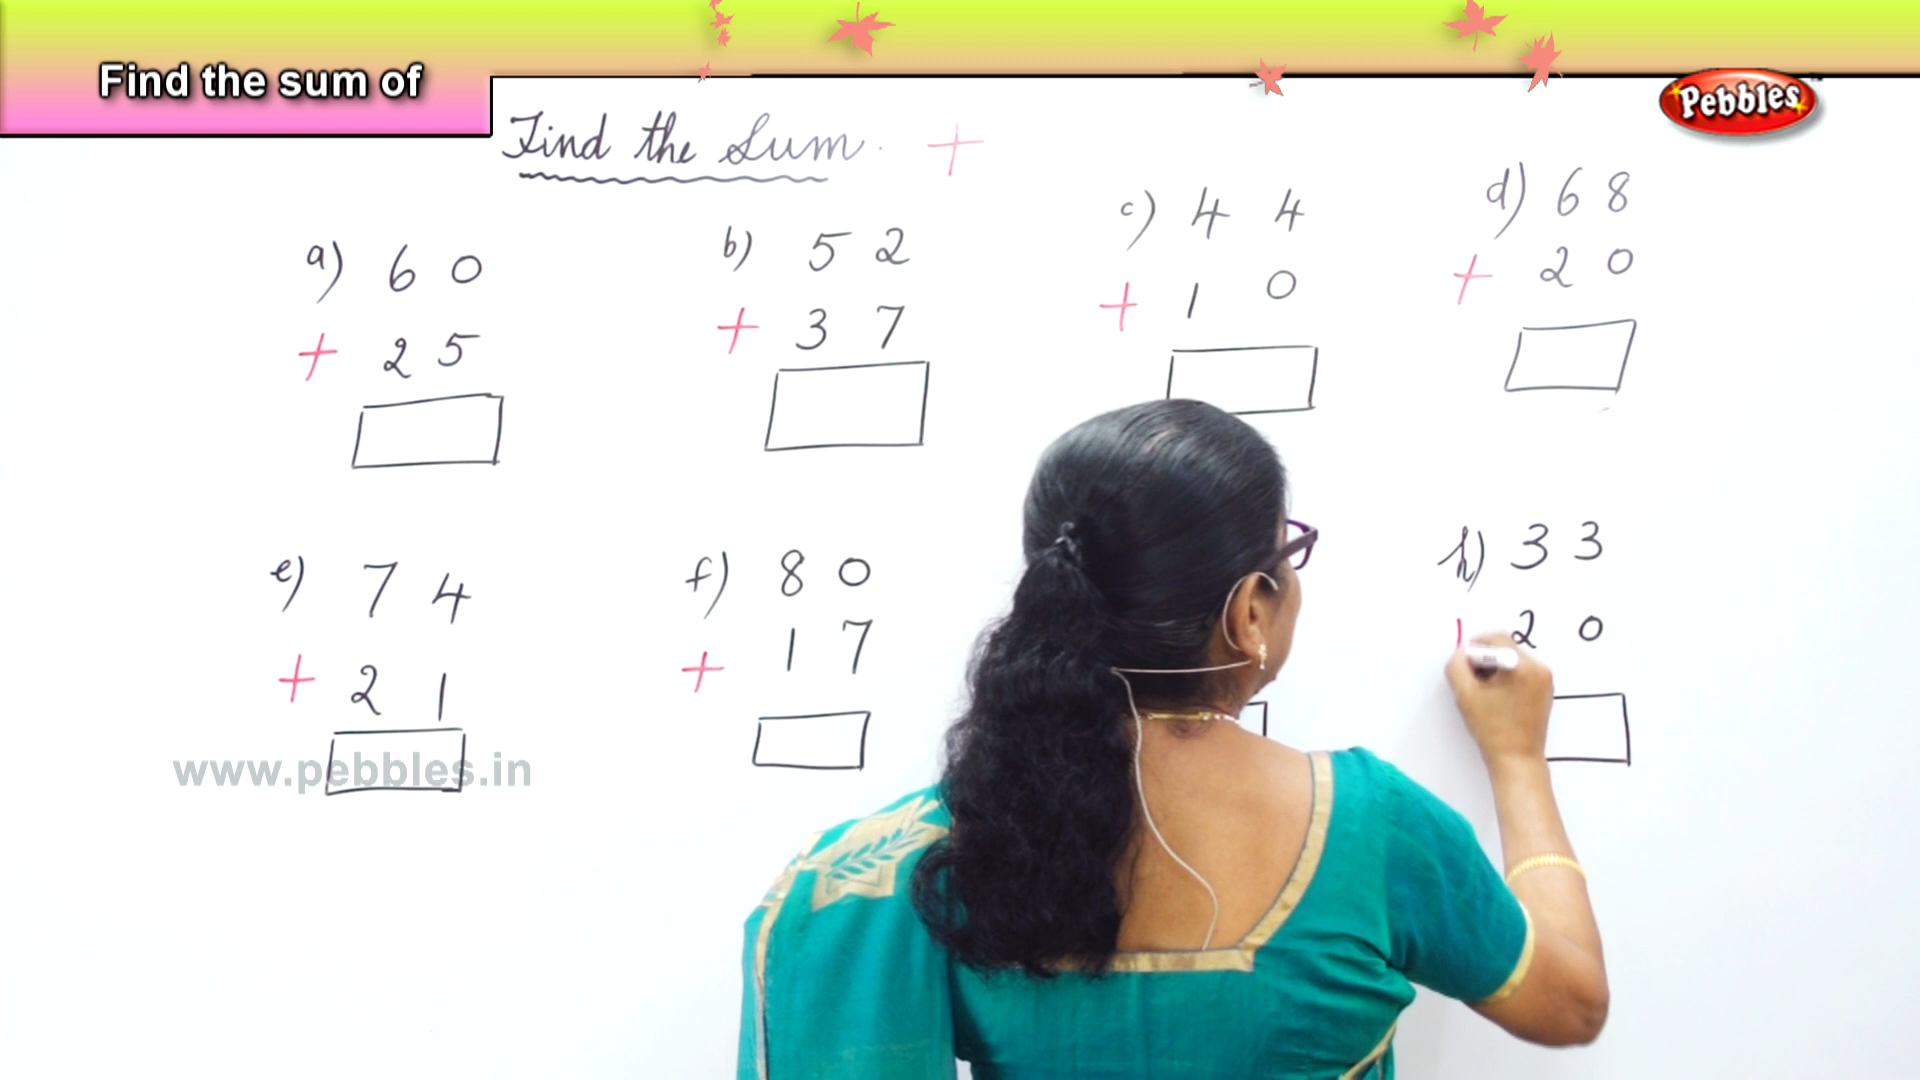 Find the sum of
Pebbles
Find the Sum. +
a) 6 0
+ 2 5
b) 5 2
+ 3 7
c) 4 4
+ 1 0
d) 6 8
+ 2 0
e) 7 4
+ 2 1
f) 8 0
+ 1 7
h) 3 3
2 0
www.pebbles.in